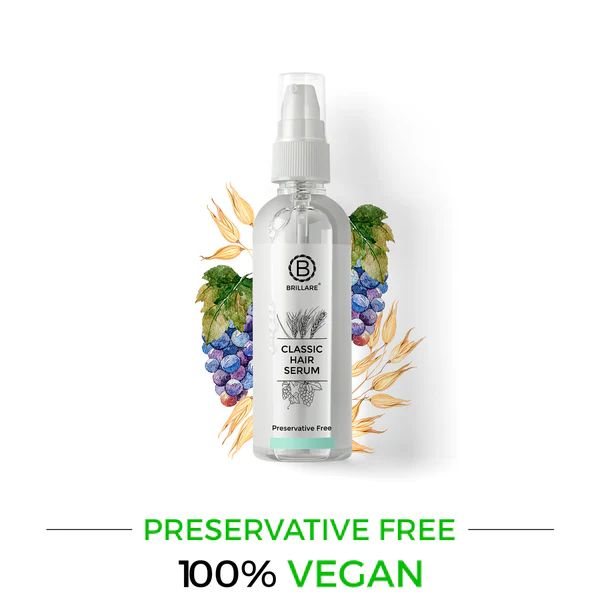 B
BRILLARE®
CLASSIC
HAIR
SERUM
Preservative Free
PRESERVATIVE FREE
100% VEGAN